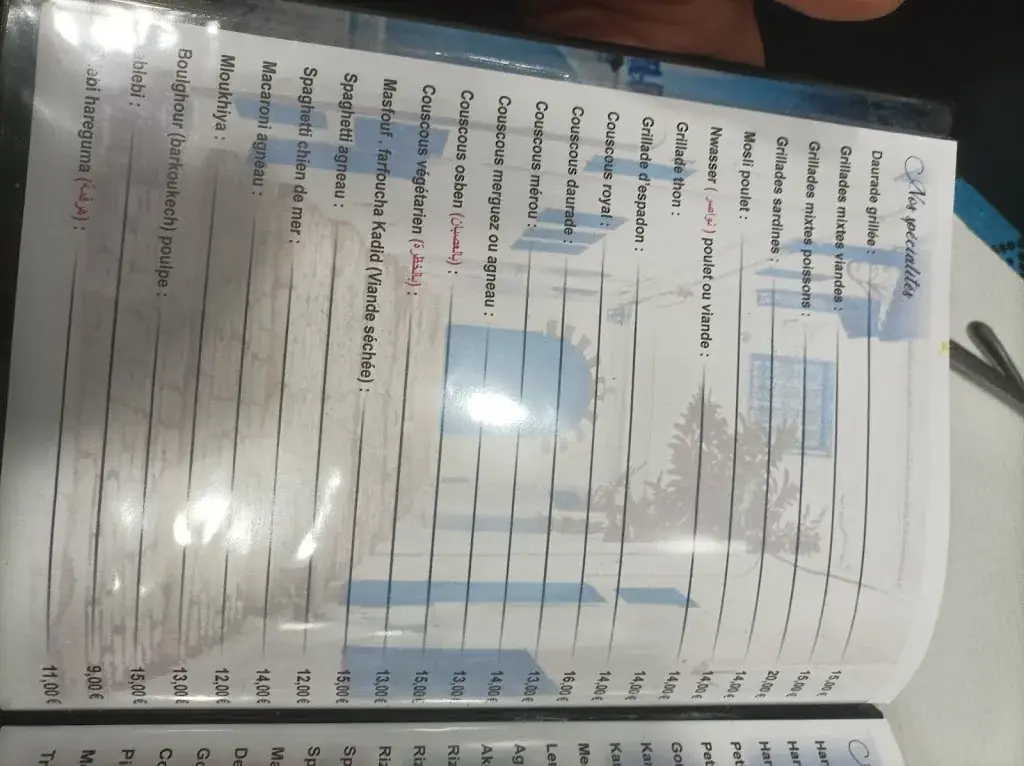 Nos spécialités
Daurade grillée : 15,00 €
Grillades mixtes viandes : 15,00 €
Grillades mixtes poissons : 20,00 €
Grillades sardines : 14,00 €
Mosli poulet : 14,00 €
Nwasser (نواصر) poulet ou viande : 14,00 €
Grillade thon : 14,00 €
Grillade d'espadon : 14,00 €
Couscous royal : 16,00 €
Couscous daurade : 13,00 €
Couscous mérou : 14,00 €
Couscous merguez ou agneau : 13,00 €
Couscous osben (بالعصبان) : 15,00 €
Couscous végétarien : 13,00 €
Masfouf . farfoucha Kadid (Viande séchée) : 15,00 €
Spaghetti agneau : 12,00 €
Spaghetti chien de mer : 14,00 €
Macaroni agneau : 12,00 €
Mloukhiya : 13,00 €
Boulghour (barkoukech) poulpe : 15,00 €
ablebi : 9,00 €
ebi hareguma (هرقمة) : 11,00 €